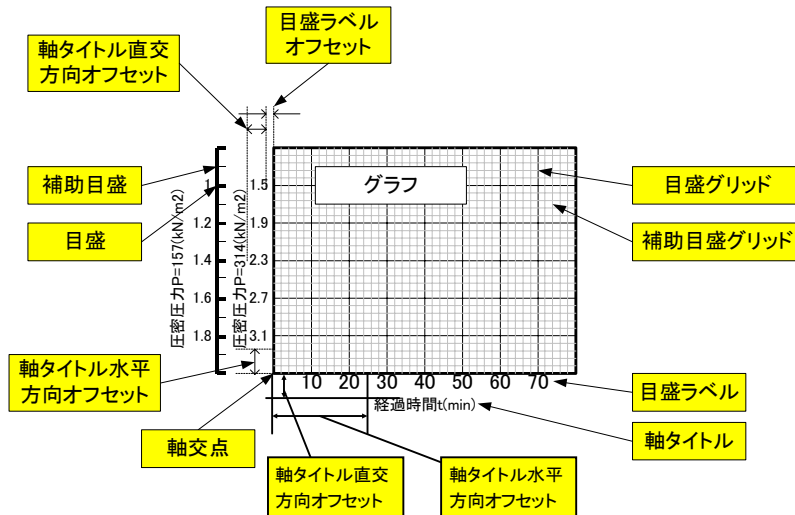 目盛ラベル
オフセット
軸タイトル直交
方向オフセット
補助目盛
目盛
軸タイトル水平
方向オフセット
軸交点
圧密圧力P=157(kN/m2)
1
1.2
1.4
1.6
1.8
圧密圧力P=314(kN/m2)
1.5
1.9
2.3
2.7
3.1
グラフ
目盛グリッド
補助目盛グリッド
10 20 30 40 50 60 70
経過時間t(min)
目盛ラベル
軸タイトル
軸タイトル直交
方向オフセット
軸タイトル水平
方向オフセット